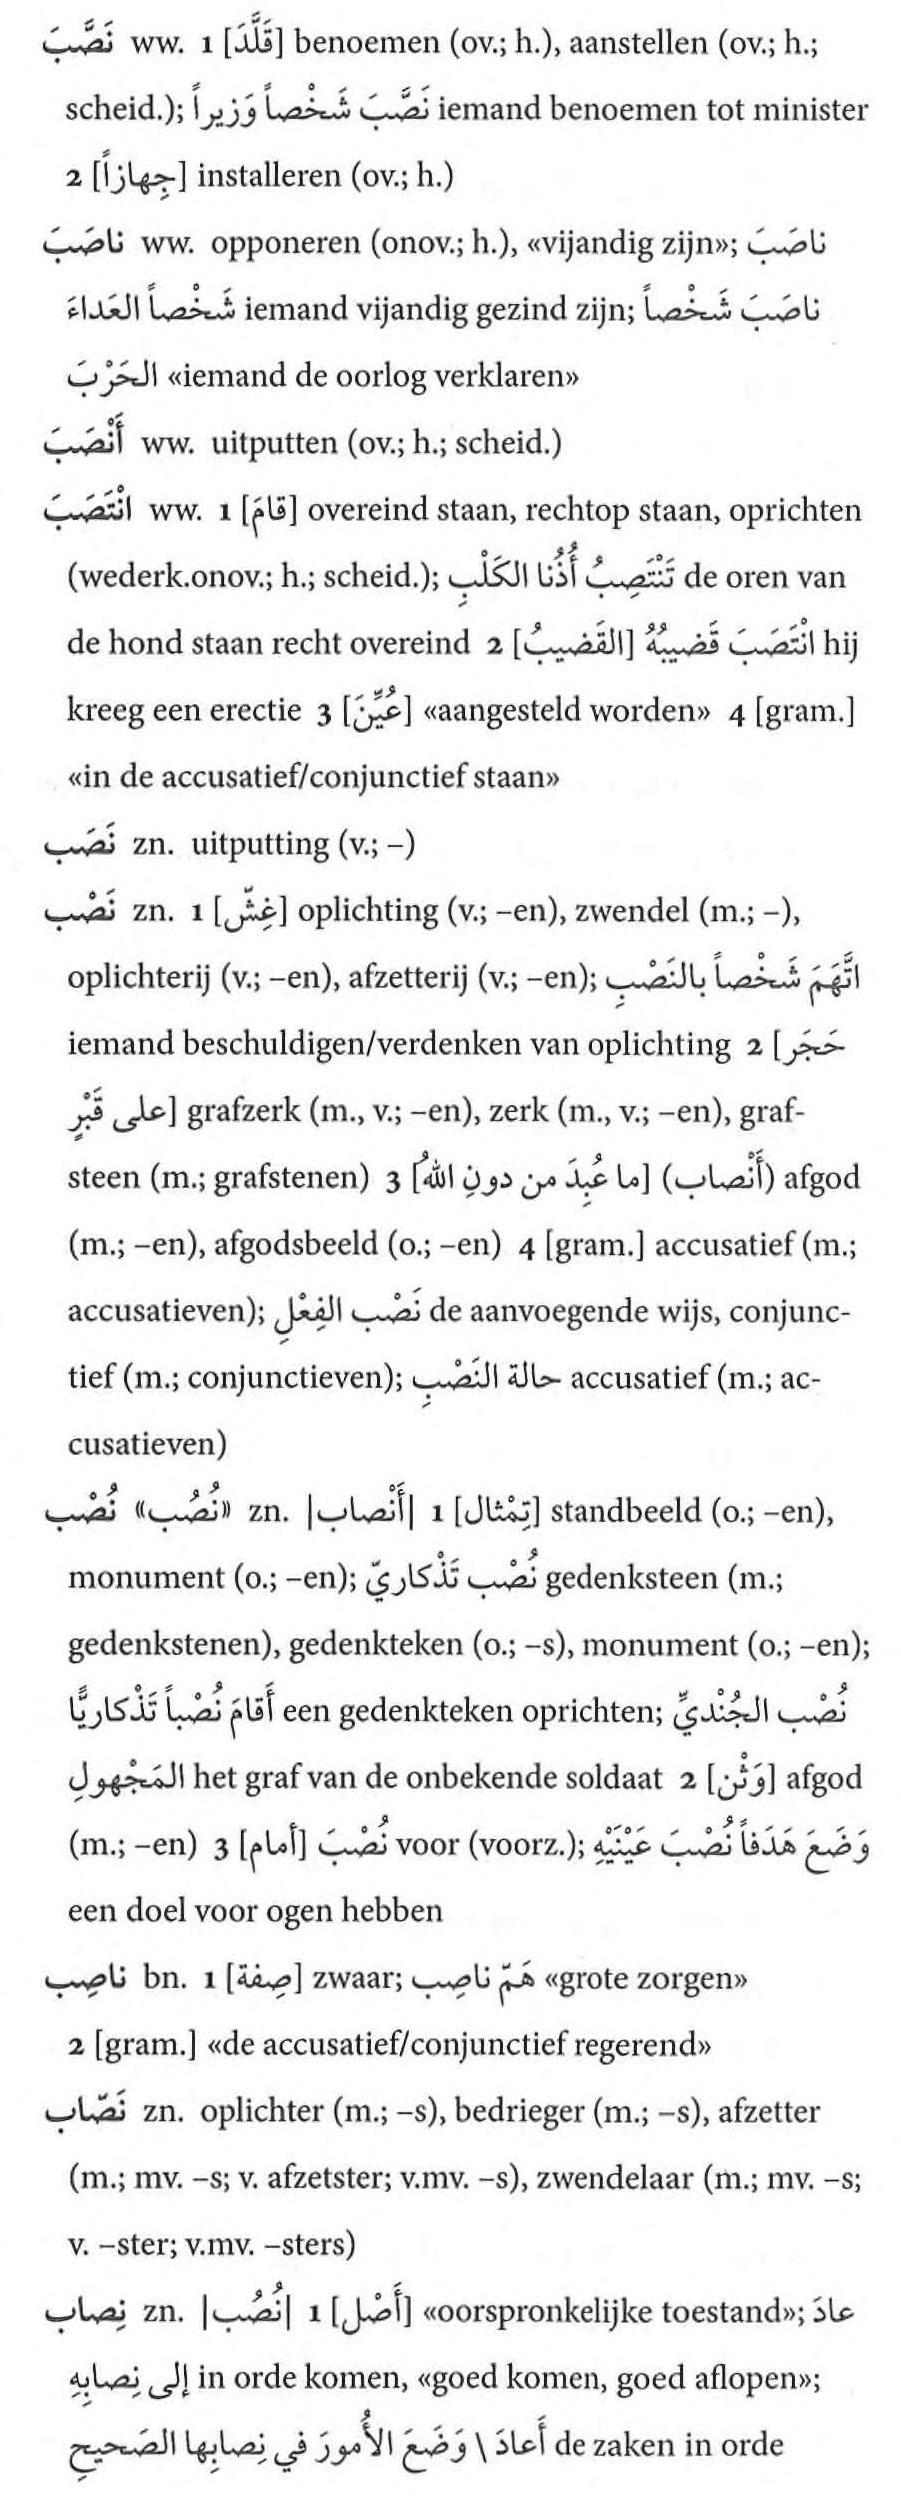 نَصَّبَ ww. 1 [قَلَّدَ] benoemen (ov.; h.), aanstellen (ov.; h.;
scheid.); نَصَّبَ شَخْصاً وَزيراً iemand benoemen tot minister
2 [جِهازاً] installeren (ov.; h.)
ناصَبَ ww. opponeren (onov.; h.), «vijandig zijn»; ناصَبَ
شَخْصاً العَداءَ iemand vijandig gezind zijn; ناصَبَ شَخْصاً
الحَرْبَ «iemand de oorlog verklaren»
أَنْصَبَ ww. uitputten (ov.; h.; scheid.)
انْتَصَبَ ww. 1 [قامَ] overeind staan, rechtop staan, oprichten
(wederk.onov.; h.; scheid.); تَنْتَصِبُ أُذُنا الكَلْبِ de oren van
de hond staan recht overeind 2 [القَضيبُ] انْتَصَبَ قَضيبُهُ hij
kreeg een erectie 3 [عُيِّنَ] «aangesteld worden» 4 [gram.]
«in de accusatief/conjunctief staan»
نَصَب zn. uitputting (v.; –)
نَصْب zn. 1 [غِشّ] oplichting (v.; –en), zwendel (m.; –),
oplichterij (v.; –en), afzetterij (v.; –en); اتَّهَمَ شَخْصاً بالنَصْبِ
iemand beschuldigen/verdenken van oplichting 2 [حَجَر
على قَبْرٍ] grafzerk (m., v.; –en), zerk (m., v.; –en), graf-
steen (m.; grafstenen) 3 [ما عُبِدَ من دونِ اللهُ] (أَنْصاب) afgod
(m.; –en), afgodsbeeld (o.; –en) 4 [gram.] accusatief (m.;
accusatieven); نَصْب الفِعْلِ de aanvoegende wijs, conjunc-
tief (m.; conjunctieven); حالة النَصْبِ accusatief (m.; ac-
cusatieven)
نُصْب «نُصُب» zn. |أَنْصاب| 1 [تِمْثال] standbeeld (o.; –en),
monument (o.; –en); نُصْب تَذْكاريّ gedenksteen (m.;
gedenkstenen), gedenkteken (o.; –s), monument (o.; –en);
أَقامَ نُصْباً تَذْكاريًّا een gedenkteken oprichten; نُصْب الجُنْديِّ
المَجْهولِ het graf van de onbekende soldaat 2 [وَثْن] afgod
(m.; –en) 3 [أمام] نُصْبَ voor (voorz.); وَضَعَ هَدَفاً نُصْبَ عَيْنَيْهِ
een doel voor ogen hebben
ناصِب bn. 1 [صِفة] zwaar; هَمّ ناصِب «grote zorgen»
2 [gram.] «de accusatief/conjunctief regerend»
نَصّاب zn. oplichter (m.; –s), bedrieger (m.; –s), afzetter
(m.; mv. –s; v. afzetster; v.mv. –s), zwendelaar (m.; mv. –s;
v. –ster; v.mv. –sters)
نِصاب zn. |نُصُب| 1 [أَصْل] «oorspronkelijke toestand»; عادَ
إلى نِصابِهِ in orde komen, «goed komen, goed aflopen»;
أَعادَ \ وَضَعَ الأُمورَ في نِصابِها الصَحيحِ de zaken in orde